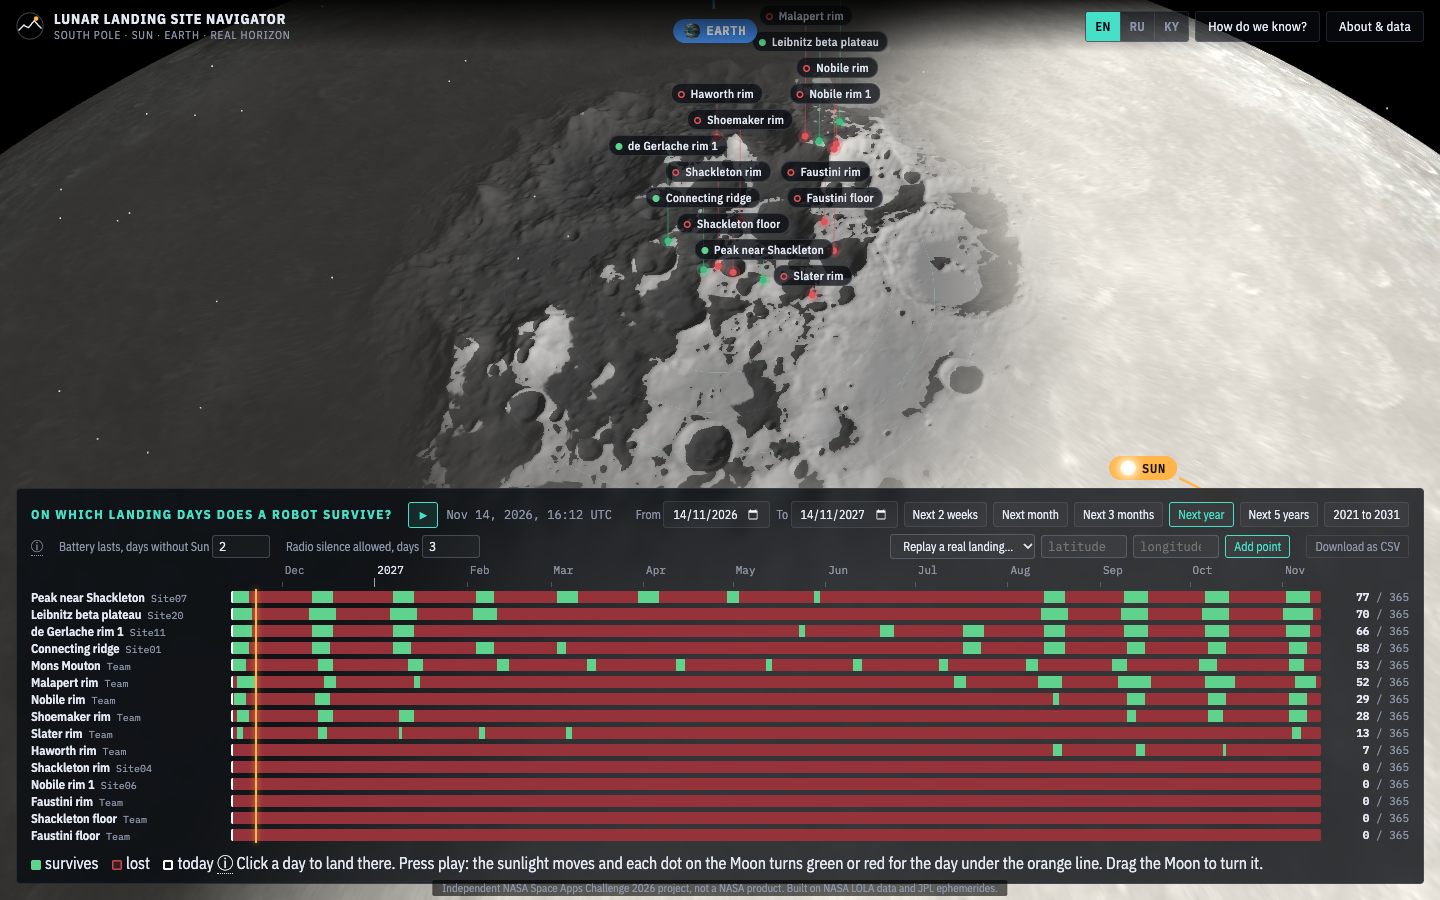 LUNAR LANDING SITE NAVIGATOR
SOUTH POLE · SUN · EARTH · REAL HORIZON
EN RU KY How do we know? About & data
Malapert rim
EARTH
Leibnitz beta plateau
Nobile rim
Haworth rim
Nobile rim 1
Shoemaker rim
de Gerlache rim 1
Shackleton rim
Faustini rim
Connecting ridge
Faustini floor
Shackleton floor
Peak near Shackleton
Slater rim
SUN
ON WHICH LANDING DAYS DOES A ROBOT SURVIVE? Nov 14, 2026, 16:12 UTC From 14/11/2026 To 14/11/2027 Next 2 weeks Next month Next 3 months Next year Next 5 years 2021 to 2031
ⓘ Battery lasts, days without Sun 2 Radio silence allowed, days 3 Replay a real landing... latitude longitude Add point Download as CSV
Dec 2027 Feb Mar Apr May Jun Jul Aug Sep Oct Nov
Peak near Shackleton Site07 77 / 365
Leibnitz beta plateau Site20 70 / 365
de Gerlache rim 1 Site11 66 / 365
Connecting ridge Site01 58 / 365
Mons Mouton Team 53 / 365
Malapert rim Team 52 / 365
Nobile rim Team 29 / 365
Shoemaker rim Team 28 / 365
Slater rim Team 13 / 365
Haworth rim Team 7 / 365
Shackleton rim Site04 0 / 365
Nobile rim 1 Site06 0 / 365
Faustini rim Team 0 / 365
Shackleton floor Team 0 / 365
Faustini floor Team 0 / 365
survives lost today ⓘ Click a day to land there. Press play: the sunlight moves and each dot on the Moon turns green or red for the day under the orange line. Drag the Moon to turn it.
Independent NASA Space Apps Challenge 2026 project, not a NASA product. Built on NASA LOLA data and JPL ephemerides.